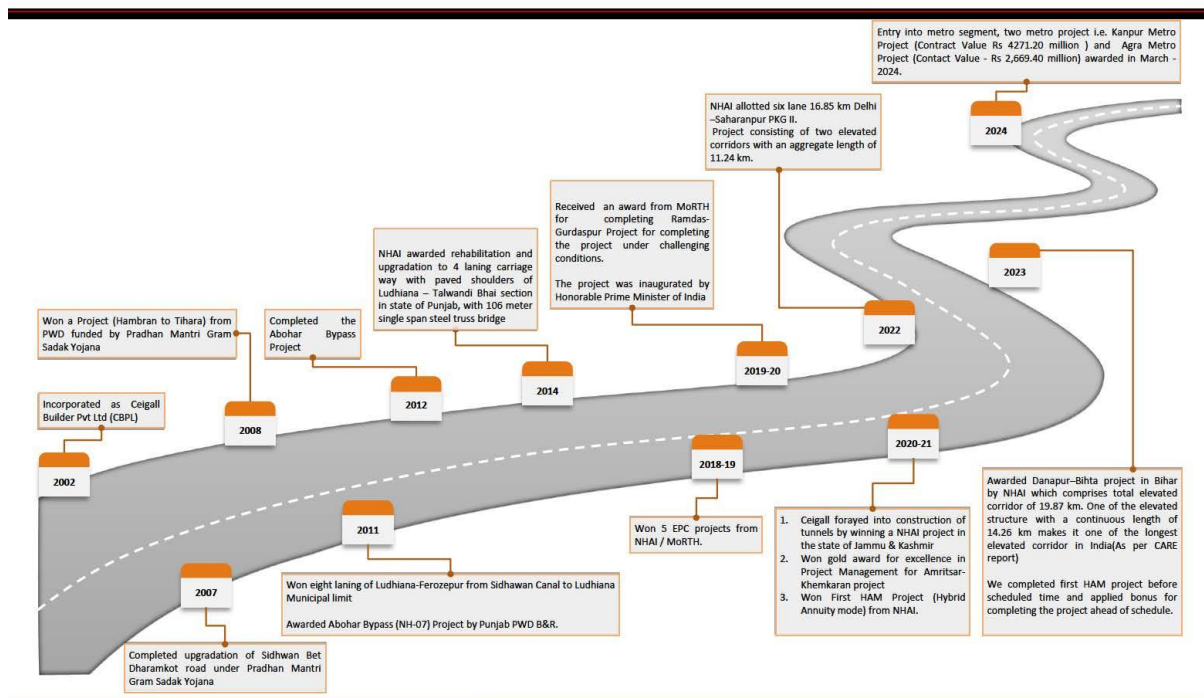 Entry into metro segment, two metro project i.e. Kanpur Metro
Project (Contract Value Rs 4271.20 million ) and Agra Metro
Project (Contact Value - Rs 2,669.40 million) awarded in March -
2024.
2024
NHAI allotted six lane 16.85 km Delhi
–Saharanpur PKG II.
Project consisting of two elevated
corridors with an aggregate length of
11.24 km.
2022
Received an award from MoRTH
for completing Ramdas-
Gurdaspur Project for completing
the project under challenging
conditions.
The project was inaugurated by
Honorable Prime Minister of India
2019-20
NHAI awarded rehabilitation and
upgradation to 4 laning carriage
way with paved shoulders of
Ludhiana – Talwandi Bhai section
in state of Punjab, with 106 meter
single span steel truss bridge
2014
Completed the
Abohar Bypass
Project
2012
Won a Project (Hambran to Tihara) from
PWD funded by Pradhan Mantri Gram
Sadak Yojana
2008
Incorporated as Ceigall
Builder Pvt Ltd (CBPL)
2002
2007
Completed upgradation of Sidhwan Bet
Dharamkot road under Pradhan Mantri
Gram Sadak Yojana
2011
Won eight laning of Ludhiana-Ferozepur from Sidhawan Canal to Ludhiana
Municipal limit
Awarded Abohar Bypass (NH-07) Project by Punjab PWD B&R.
2018-19
Won 5 EPC projects from
NHAI / MoRTH.
2020-21
1. Ceigall forayed into construction of
tunnels by winning a NHAI project in
the state of Jammu & Kashmir
2. Won gold award for excellence in
Project Management for Amritsar-
Khemkaran project
3. Won First HAM Project (Hybrid
Annuity mode) from NHAI.
2023
Awarded Danapur–Bihta project in Bihar
by NHAI which comprises total elevated
corridor of 19.87 km. One of the elevated
structure with a continuous length of
14.26 km makes it one of the longest
elevated corridor in India(As per CARE
report)
We completed first HAM project before
scheduled time and applied bonus for
completing the project ahead of schedule.